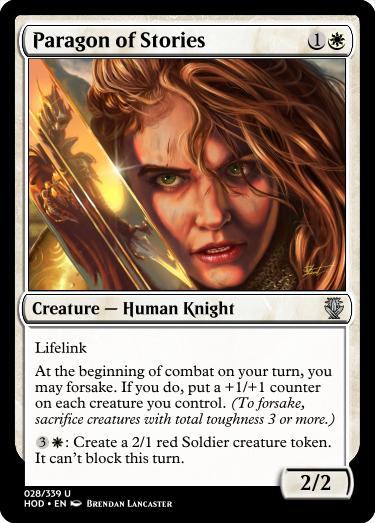 Paragon of Stories 1
Creature — Human Knight
Lifelink
At the beginning of combat on your turn, you
may forsake. If you do, put a +1/+1 counter
on each creature you control. (To forsake,
sacrifice creatures with total toughness 3 or more.)
3 : Create a 2/1 red Soldier creature token.
It can't block this turn.
2/2
028/339 U
HOD • EN Brendan Lancaster